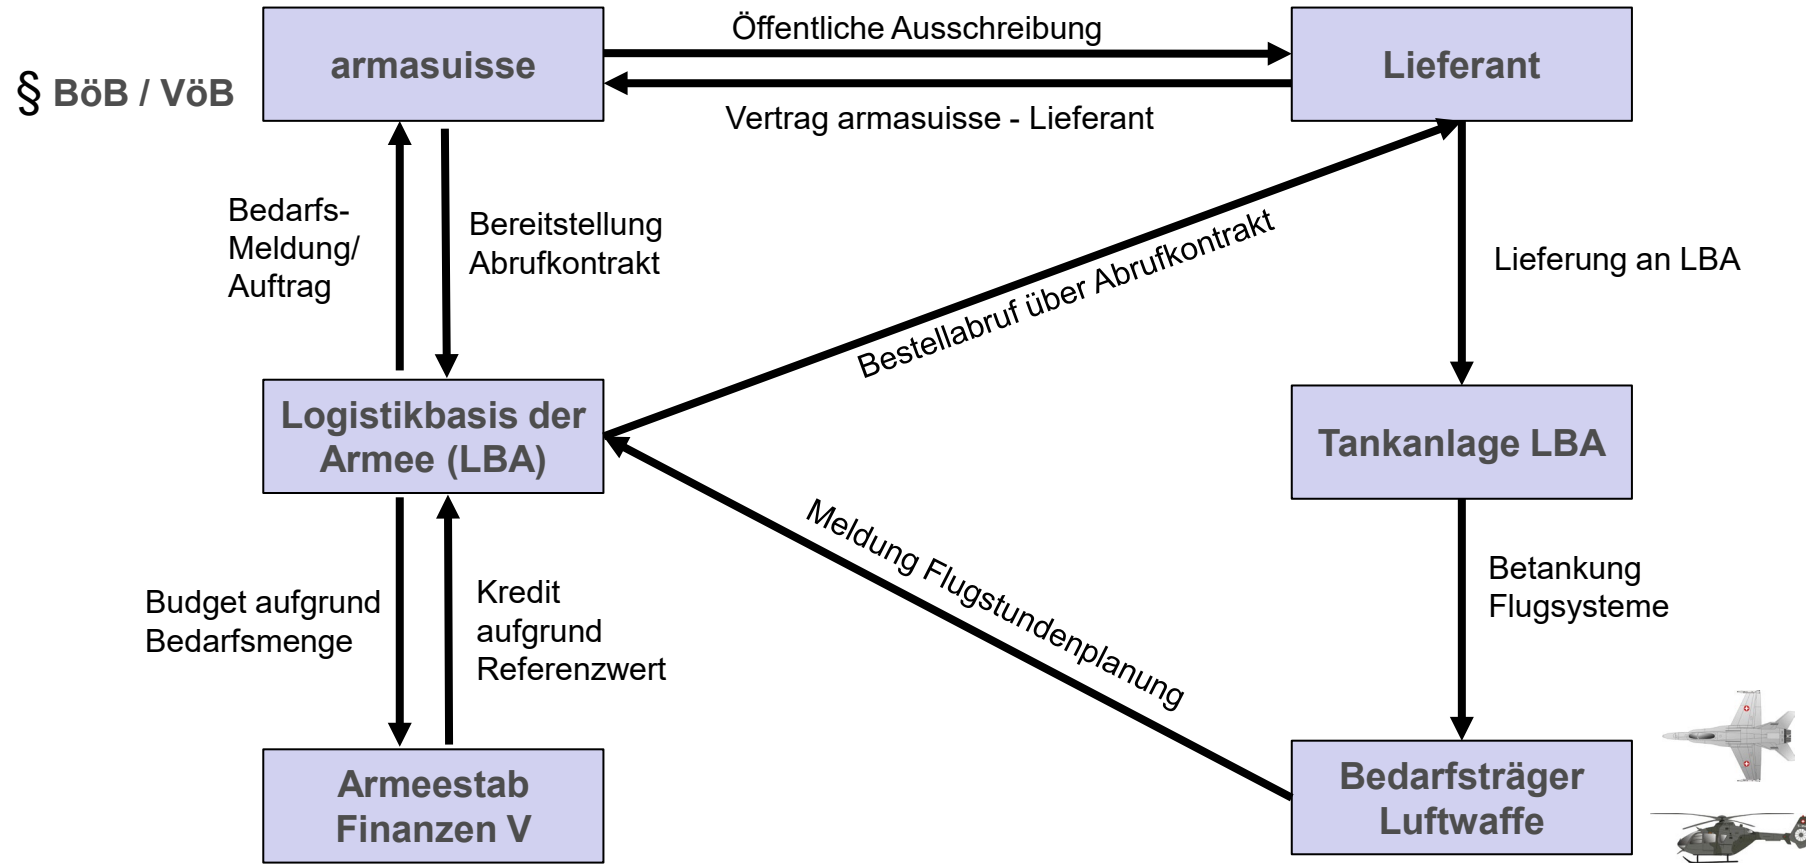 Öffentliche Ausschreibung
armasuisse
Lieferant
§ BöB / VöB
Vertrag armasuisse - Lieferant
Bedarfs-
Meldung/
Auftrag
Bereitstellung
Abrufkontrakt
Bestellabruf über Abrufkontrakt
Lieferung an LBA
Logistikbasis der
Armee (LBA)
Tankanlage LBA
Meldung Flugstundenplanung
Budget aufgrund
Bedarfsmenge
Kredit
aufgrund
Referenzwert
Betankung
Flugsysteme
Armeestab
Finanzen V
Bedarfsträger
Luftwaffe